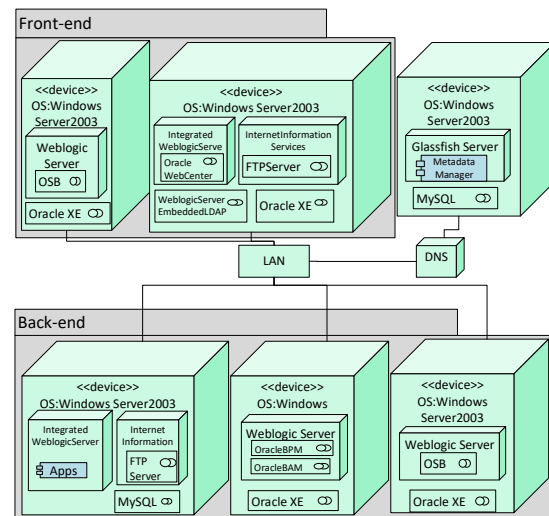 Front-end
<<device>>
OS:Windows
Server2003
Weblogic
Server
OSB
Oracle XE
<<device>>
OS:Windows Server2003
Integrated
WeblogicServe
Oracle
WebCenter
InternetInformation
Services
FTPServer
WeblogicServer
EmbeddedLDAP
Oracle XE
<<device>>
OS:Windows
Server2003
Glassfish Server
Metadata
Manager
MySQL
LAN
DNS
Back-end
<<device>>
OS:Windows Server2003
Integrated
WeblogicServer
Apps
Internet
Information
FTP
Server
MySQL
<<device>>
OS:Windows
Weblogic Server
OracleBPM
OracleBAM
Oracle XE
<<device>>
OS:Windows
Server2003
Weblogic Server
OSB
Oracle XE